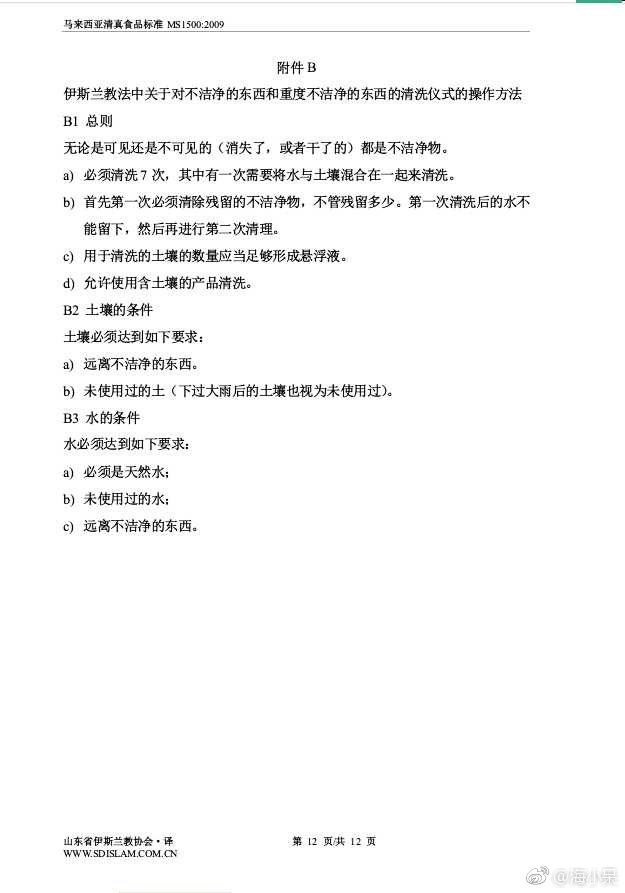 马来西亚清真食品标准 MS1500:2009
附件 B
伊斯兰教法中关于对不洁净的东西和重度不洁净的东西的清洗仪式的操作方法
B1 总则
无论是可见还是不可见的（消失了，或者干了的）都是不洁净物。
a) 必须清洗 7 次，其中有一次需要将水与土壤混合在一起来清洗。
b) 首先第一次必须清除残留的不洁净物，不管残留多少。第一次清洗后的水不
能留下，然后再进行第二次清理。
c) 用于清洗的土壤的数量应当足够形成悬浮液。
d) 允许使用含土壤的产品清洗。
B2 土壤的条件
土壤必须达到如下要求：
a) 远离不洁净的东西。
b) 未使用过的土（下过大雨后的土壤也视为未使用过）。
B3 水的条件
水必须达到如下要求：
a) 必须是天然水；
b) 未使用过的水；
c) 远离不洁净的东西。
山东省伊斯兰教协会·译
第 12 页/共 12 页
WWW.SDISLAM.COM.CN
@海小果